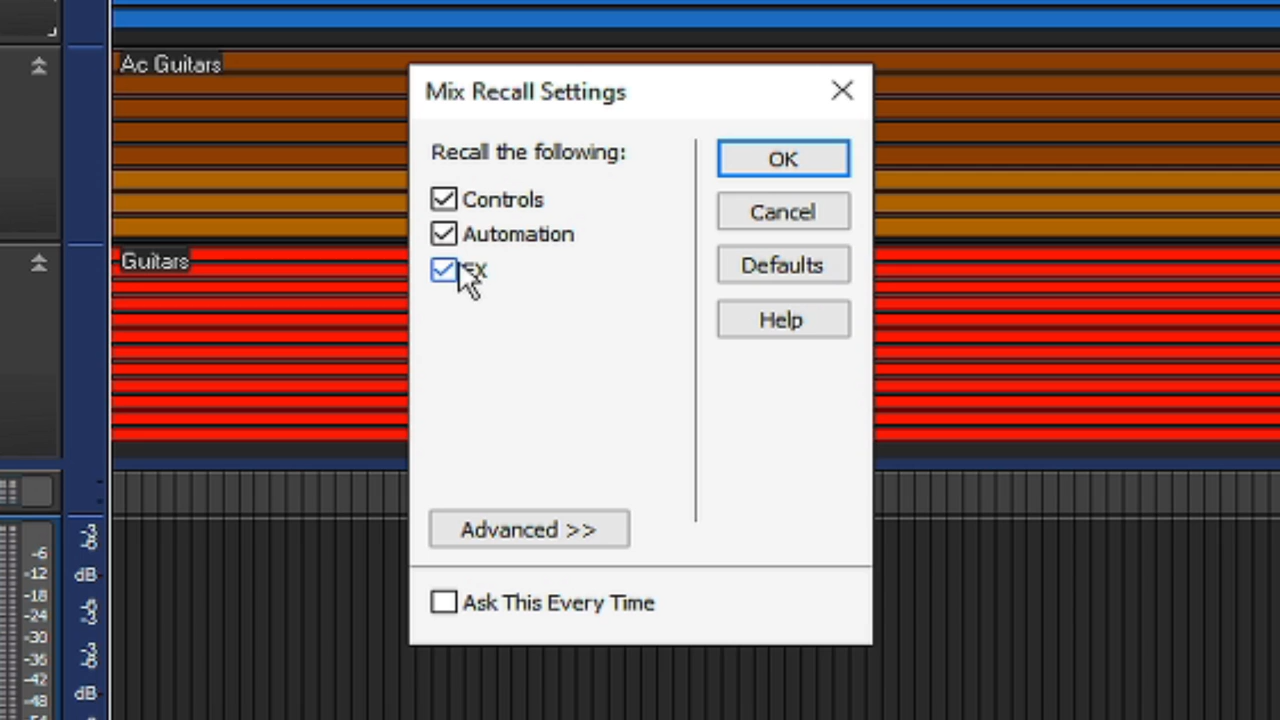 Ac Guitars
Mix Recall Settings
Recall the following:
OK
Controls
Cancel
Automation
Defaults
FX
Guitars
Help
Advanced >>
Ask This Every Time
-6
-12
-18
-24
-30
-36
-42
-48
dB
dB